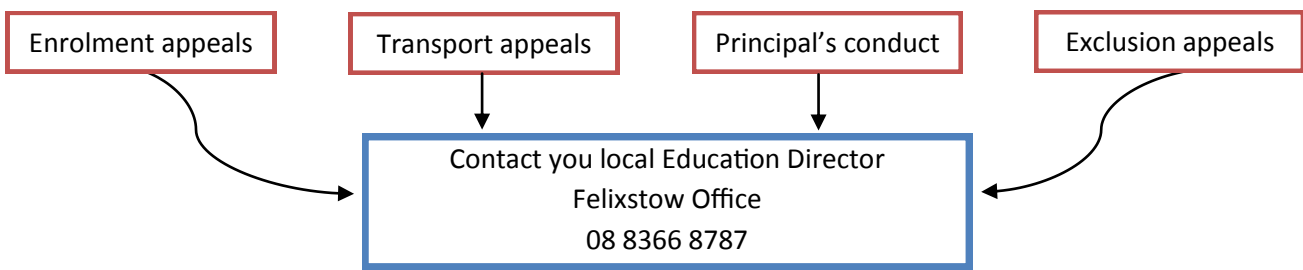 Enrolment appeals
Transport appeals
Principal’s conduct
Exclusion appeals
Contact you local Education Director
Felixstow Office
08 8366 8787